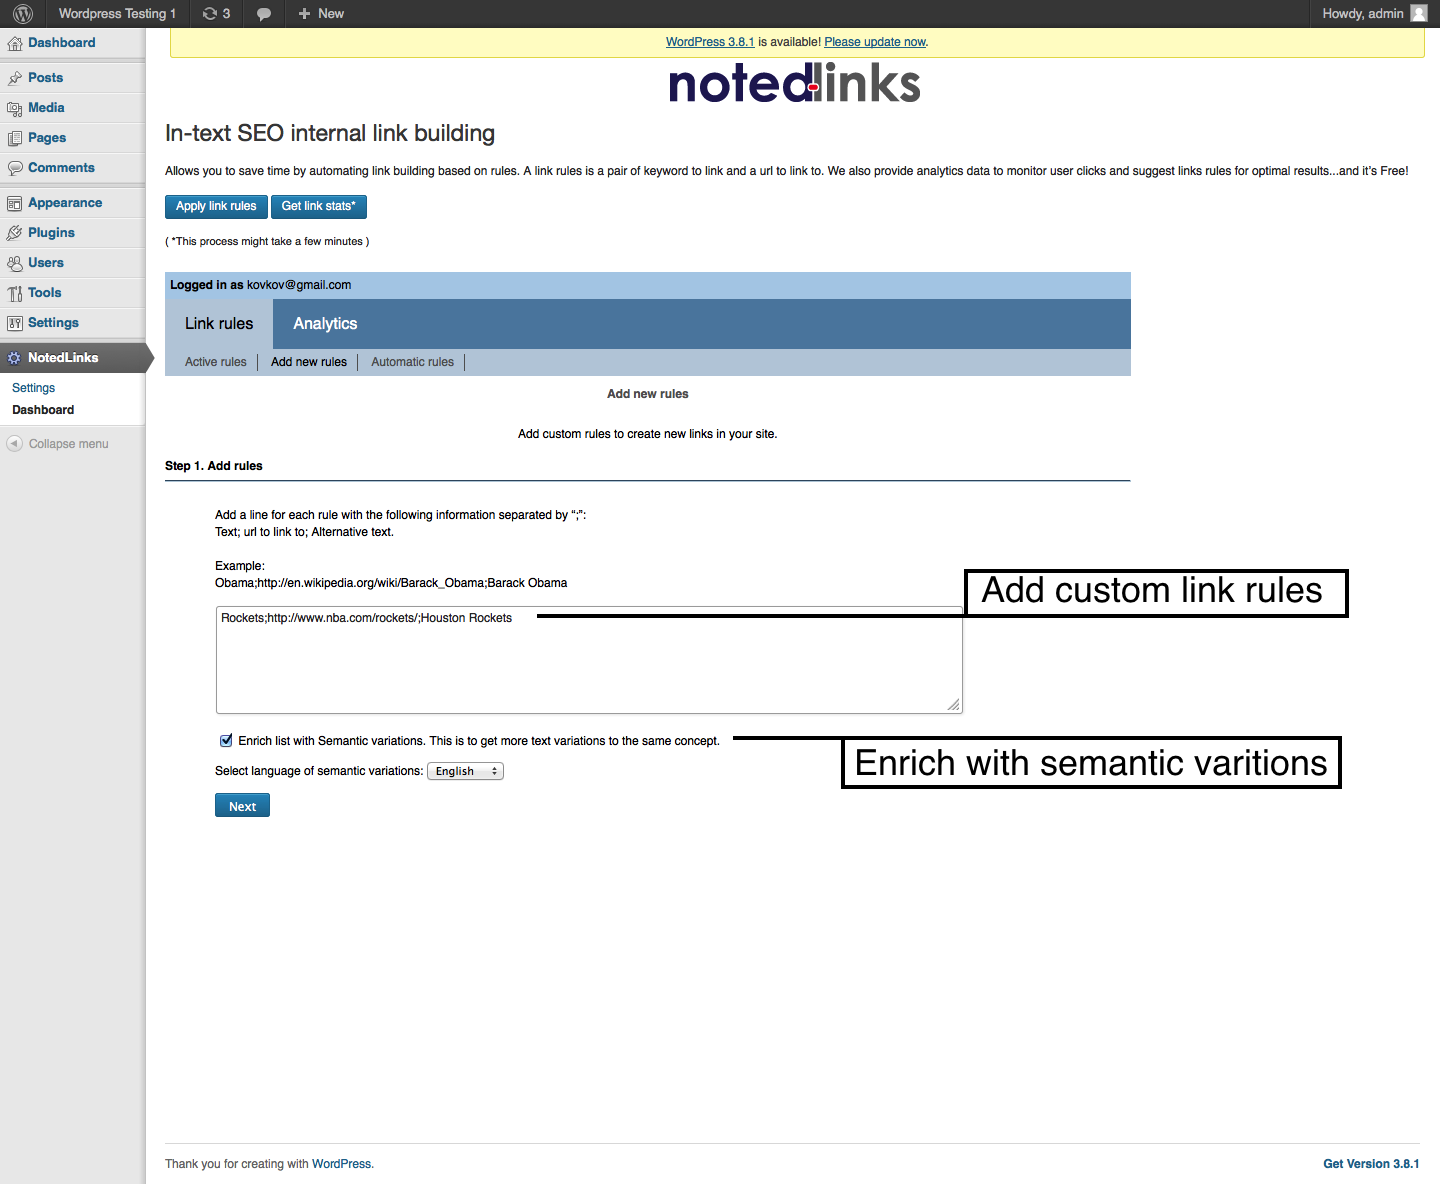 Wordpress Testing 1
3
New
Howdy, admin
Dashboard
Posts
Media
Pages
Comments
Appearance
Plugins
Users
Tools
Settings
NotedLinks
Settings
Dashboard
Collapse menu
WordPress 3.8.1 is available! Please update now.
notedlinks
In-text SEO internal link building
Allows you to save time by automating link building based on rules. A link rules is a pair of keyword to link and a url to link to. We also provide analytics data to monitor user clicks and suggest links rules for optimal results...and it's Free!
Apply link rules
Get link stats*
( *This process might take a few minutes )
Logged in as kovkov@gmail.com
Link rules
Analytics
Active rules
Add new rules
Automatic rules
Add new rules
Add custom rules to create new links in your site.
Step 1. Add rules
Add a line for each rule with the following information separated by “;”:
Text; url to link to; Alternative text.
Example:
Obama;http://en.wikipedia.org/wiki/Barack_Obama;Barack Obama
Add custom link rules
Rockets;http://www.nba.com/rockets/;Houston Rockets
Enrich list with Semantic variations. This is to get more text variations to the same concept.
Enrich with semantic varitions
Select language of semantic variations: English
Next
Thank you for creating with WordPress.
Get Version 3.8.1